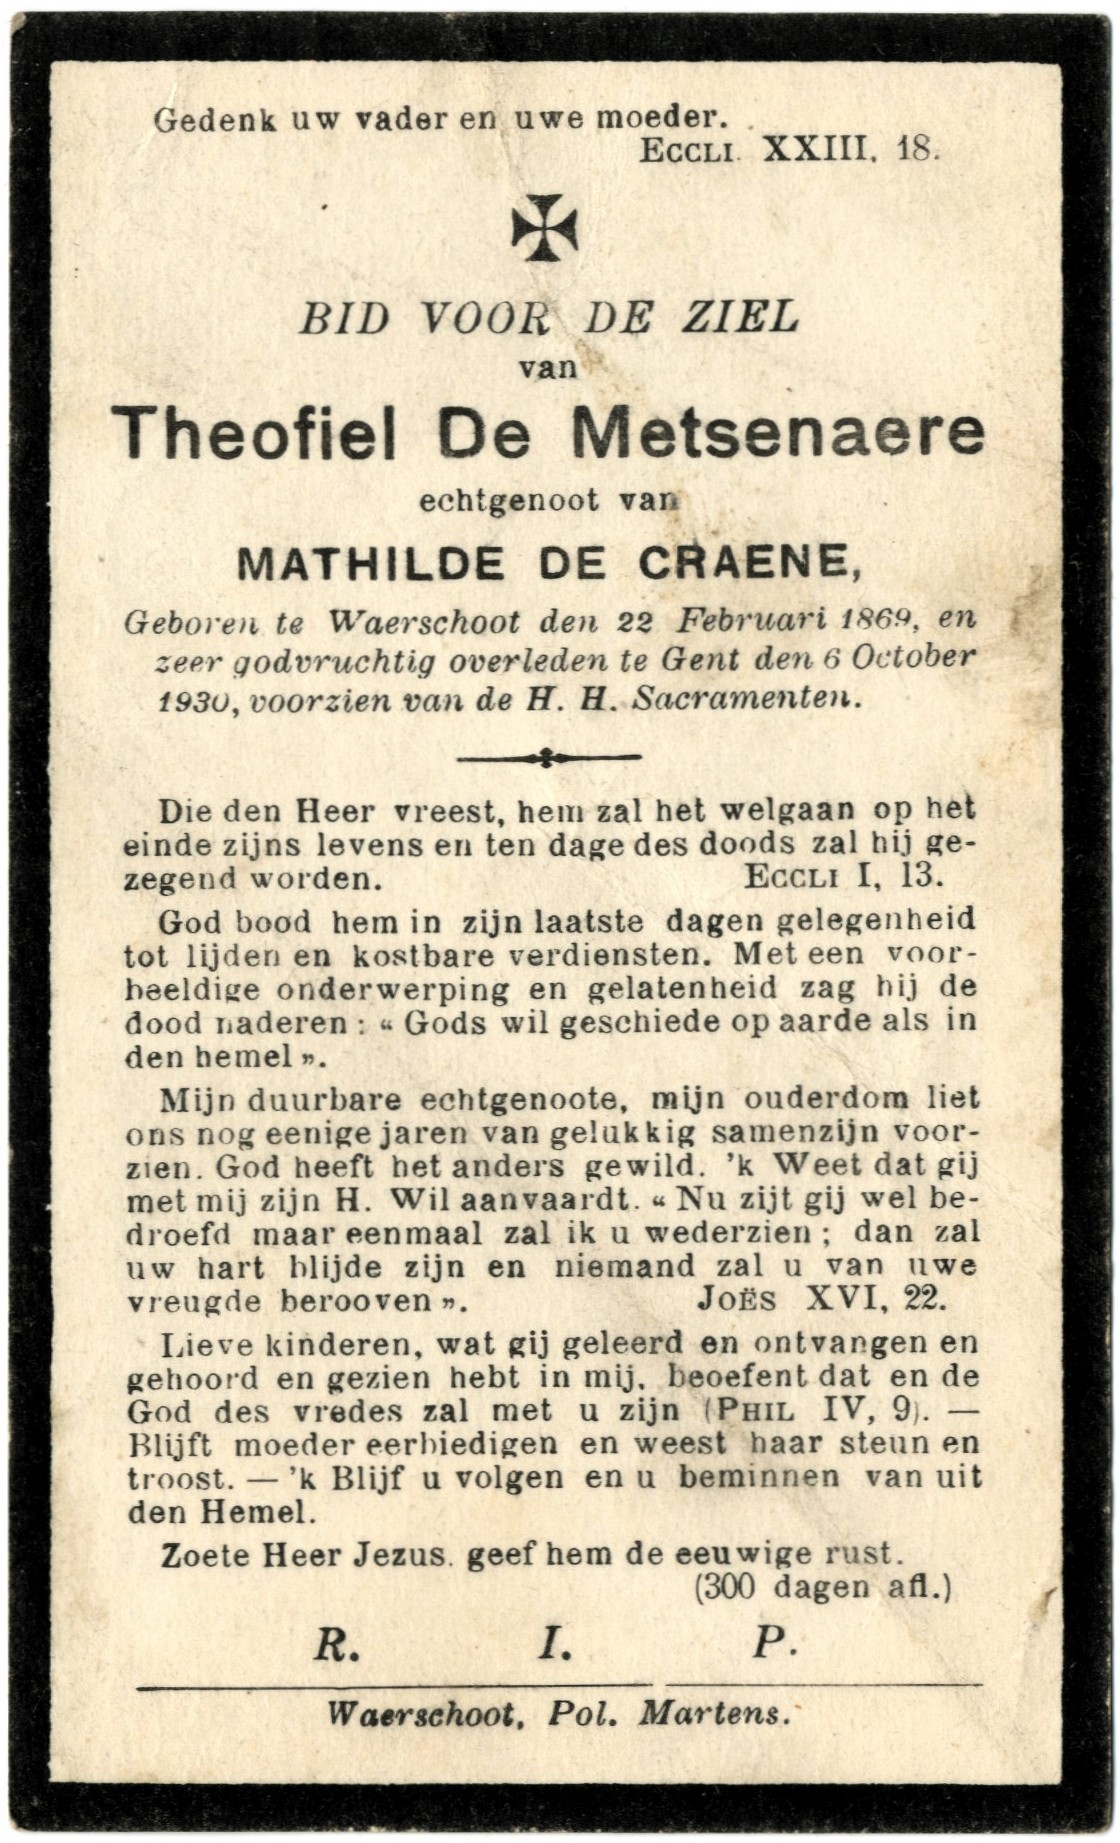 Gedenk uw vader en uwe moeder.
ECCLI. XXIII, 18.
BID VOOR DE ZIEL
van
Theofiel De Metsenaere
echtgenoot van
MATHILDE DE CRAENE,
Geboren te Waerschoot den 22 Februari 1869, en
zeer godvruchtig overleden te Gent den 6 October
1930, voorzien van de H. H. Sacramenten.
Die den Heer vreest, hem zal het welgaan op het
einde zijns levens en ten dage des doods zal hij ge-
zegend worden. ECCLI I, 13.
God bood hem in zijn laatste dagen gelegenheid
tot lijden en kostbare verdiensten. Met een voor-
beeldige onderwerping en gelatenheid zag hij de
dood naderen : « Gods wil geschiede op aarde als in
den hemel ».
Mijn duurbare echtgenoote, mijn ouderdom liet
ons nog eenige jaren van gelukkig samenzijn voor-
zien. God heeft het anders gewild. 'k Weet dat gij
met mij zijn H. Wil aanvaardt. « Nu zijt gij wel be-
droefd maar eenmaal zal ik u wederzien ; dan zal
uw hart blijde zijn en niemand zal u van uwe
vreugde berooven ». JOËS XVI, 22.
Lieve kinderen, wat gij geleerd en ontvangen en
gehoord en gezien hebt in mij, beoefent dat en de
God des vredes zal met u zijn (PHIL IV, 9). —
Blijft moeder eerbiedigen en weest haar steun en
troost. — 'k Blijf u volgen en u beminnen van uit
den Hemel.
Zoete Heer Jezus, geef hem de eeuwige rust.
(300 dagen afl.)
R. I. P.
Waerschoot, Pol. Martens.